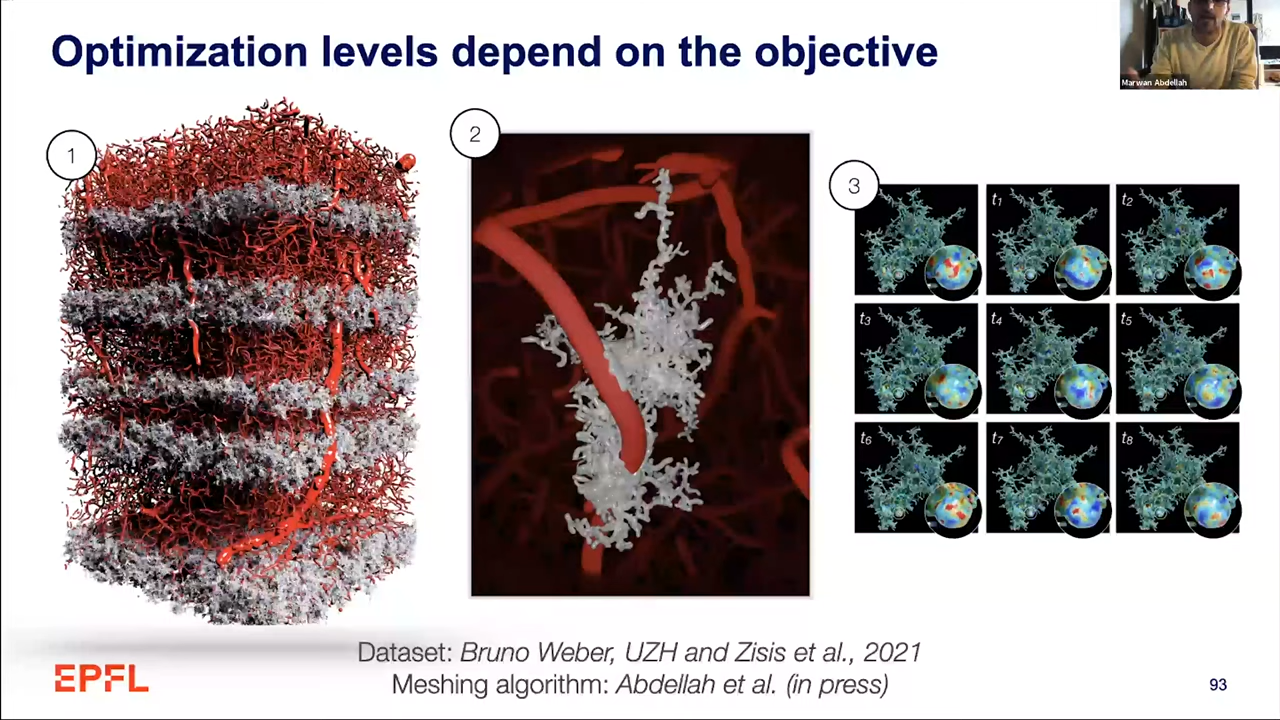 Optimization levels depend on the objective
Marwan Abdellah
1
2
3
t1
t2
t3
t4
t5
t6
t7
t8
Dataset: Bruno Weber, UZH and Zisis et al., 2021
Meshing algorithm: Abdellah et al. (in press)
EPFL
93